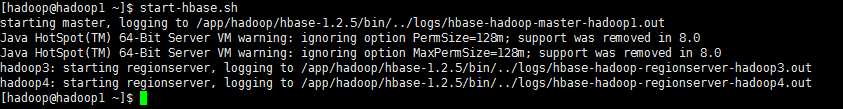 [hadoop@hadoop1 ~]$ start-hbase.sh
starting master, logging to /app/hadoop/hbase-1.2.5/bin/../logs/hbase-hadoop-master-hadoop1.out
Java HotSpot(TM) 64-Bit Server VM warning: ignoring option PermSize=128m; support was removed in 8.0
Java HotSpot(TM) 64-Bit Server VM warning: ignoring option MaxPermSize=128m; support was removed in 8.0
hadoop3: starting regionserver, logging to /app/hadoop/hbase-1.2.5/bin/../logs/hbase-hadoop-regionserver-hadoop3.out
hadoop4: starting regionserver, logging to /app/hadoop/hbase-1.2.5/bin/../logs/hbase-hadoop-regionserver-hadoop4.out
[hadoop@hadoop1 ~]$